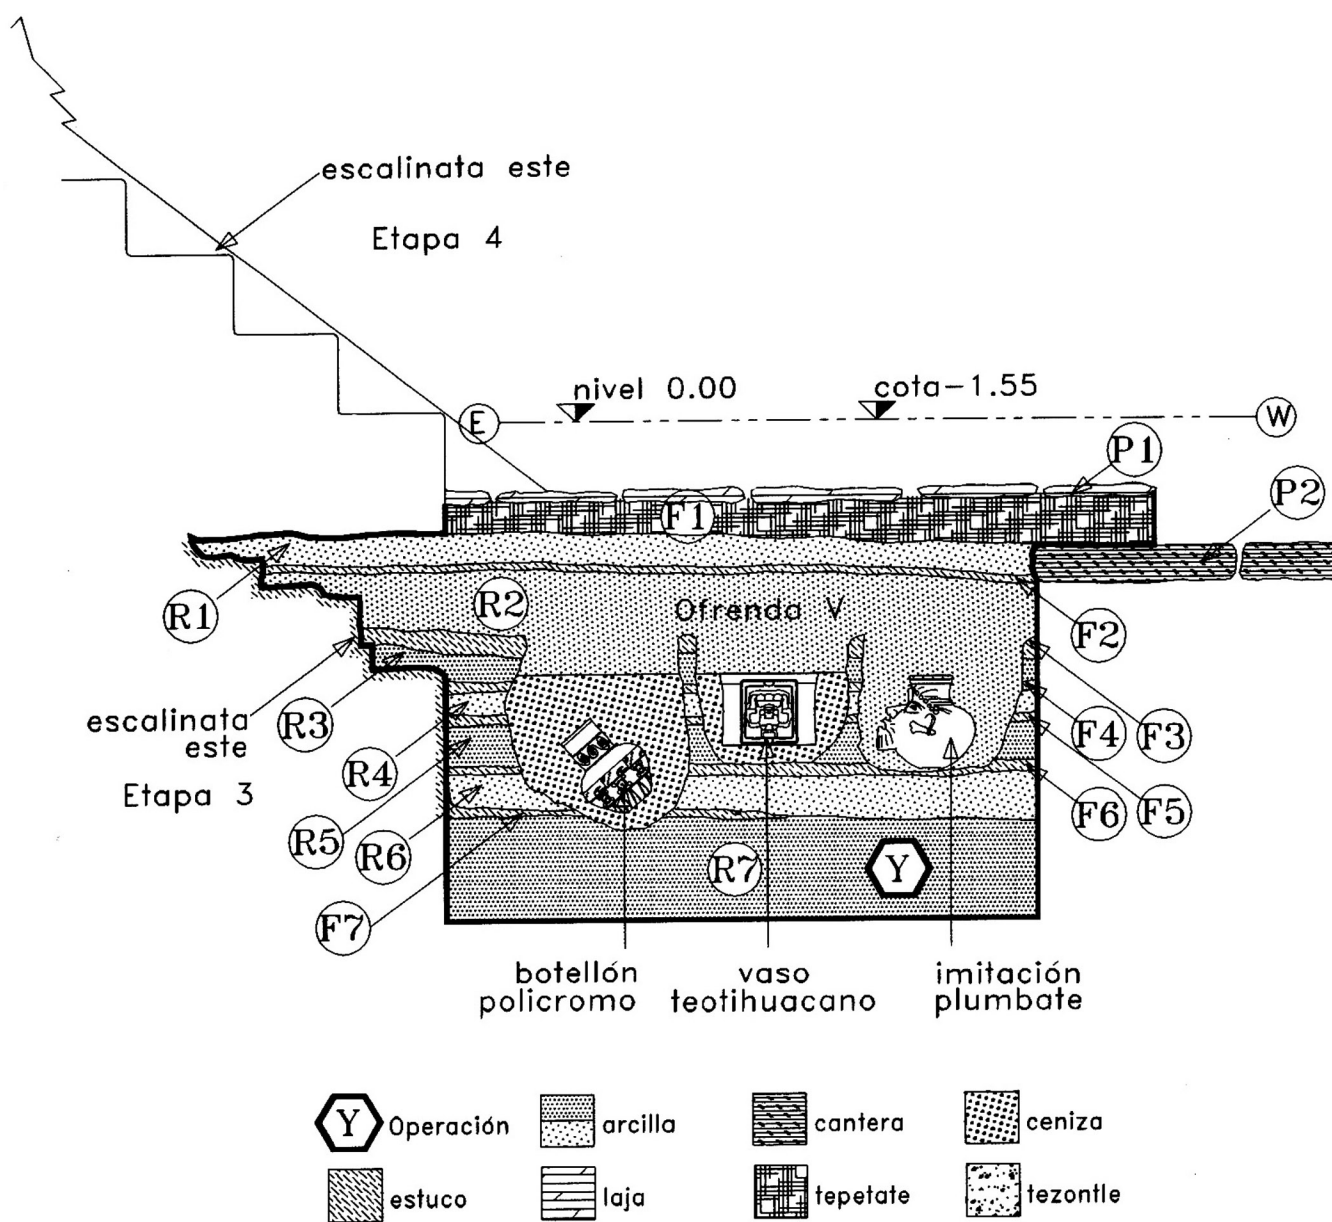 escalinata este
Etapa 4
nivel 0.00
cota-1.55
E
W
P1
P2
F1
R1
R2
Ofrenda V
F2
R3
escalinata
este
Etapa 3
R4
F4
F3
R5
R6
F6
F5
R7
Y
F7
botellón
policromo
vaso
teotihuacano
imitación
plumbate
Y Operación
arcilla
cantera
ceniza
estuco
laja
tepetate
tezontle